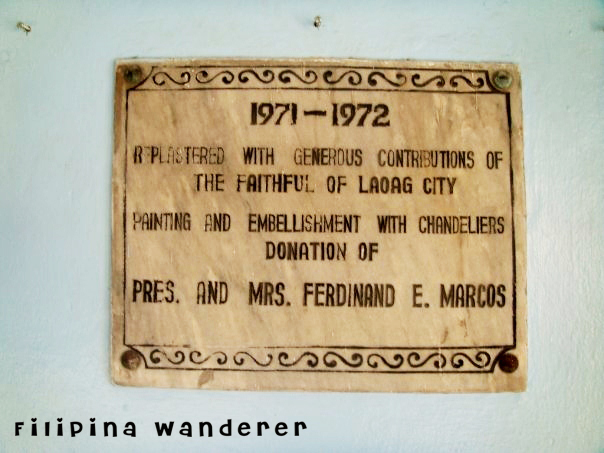 1971-1972
REPLASTERED WITH GENEROUS CONTRIBUTIONS OF
THE FAITHFUL OF LAOAG CITY
PAINTING AND EMBELLISHMENT WITH CHANDELIERS
DONATION OF
PRES. AND MRS. FERDINAND E. MARCOS
Filipina wanderer